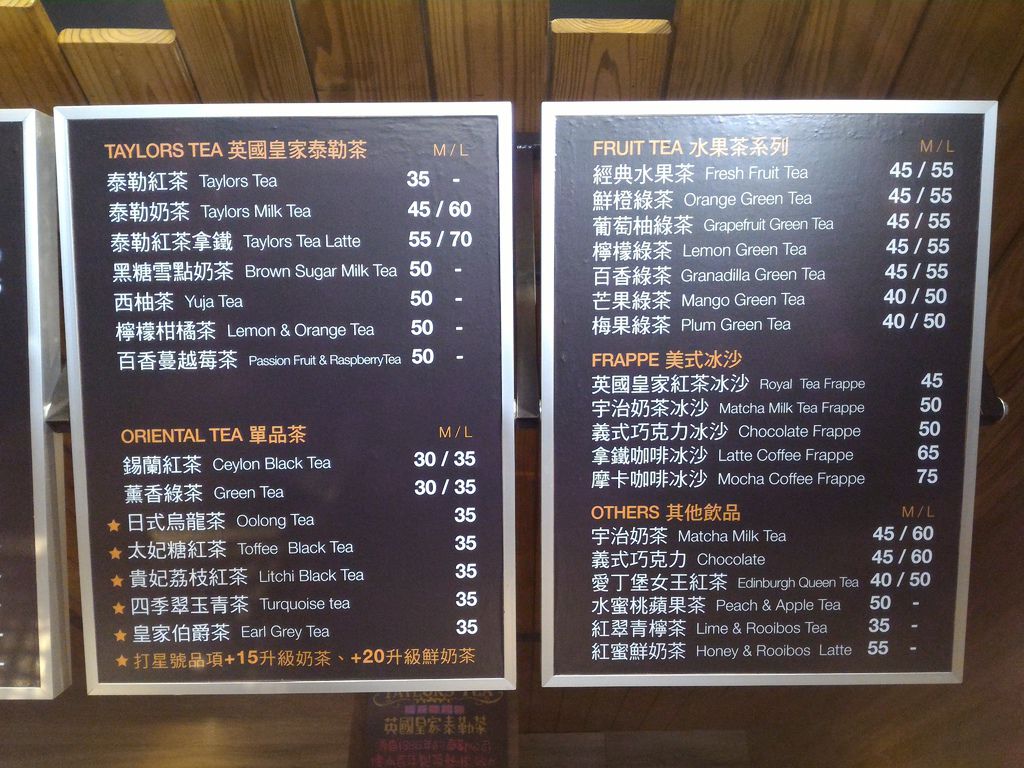 TAYLORS TEA 英國皇家泰勒茶 M / L
泰勒紅茶 Taylors Tea 35 -
泰勒奶茶 Taylors Milk Tea 45 / 60
泰勒紅茶拿鐵 Taylors Tea Latte 55 / 70
黑糖雪點奶茶 Brown Sugar Milk Tea 50 -
西柚茶 Yuja Tea 50 -
檸檬柑橘茶 Lemon & Orange Tea 50 -
百香蔓越莓茶 Passion Fruit & RaspberryTea 50 -
ORIENTAL TEA 單品茶 M / L
錫蘭紅茶 Ceylon Black Tea 30 / 35
薰香綠茶 Green Tea 30 / 35
★ 日式烏龍茶 Oolong Tea 35
★ 太妃糖紅茶 Toffee Black Tea 35
★ 貴妃荔枝紅茶 Litchi Black Tea 35
★ 四季翠玉青茶 Turquoise tea 35
★ 皇家伯爵茶 Earl Grey Tea 35
★ 打星號品項+15升級奶茶、+20升級鮮奶茶
FRUIT TEA 水果茶系列 M / L
經典水果茶 Fresh Fruit Tea 45 / 55
鮮橙綠茶 Orange Green Tea 45 / 55
葡萄柚綠茶 Grapefruit Green Tea 45 / 55
檸檬綠茶 Lemon Green Tea 45 / 55
百香綠茶 Granadilla Green Tea 45 / 55
芒果綠茶 Mango Green Tea 40 / 50
梅果綠茶 Plum Green Tea 40 / 50
FRAPPE 美式冰沙
英國皇家紅茶冰沙 Royal Tea Frappe 45
宇治奶茶冰沙 Matcha Milk Tea Frappe 50
義式巧克力冰沙 Chocolate Frappe 50
拿鐵咖啡冰沙 Latte Coffee Frappe 65
摩卡咖啡冰沙 Mocha Coffee Frappe 75
OTHERS 其他飲品 M / L
宇治奶茶 Matcha Milk Tea 45 / 60
義式巧克力 Chocolate 45 / 60
愛丁堡女王紅茶 Edinburgh Queen Tea 40 / 50
水蜜桃蘋果茶 Peach & Apple Tea 50 -
紅翠青檸茶 Lime & Rooibos Tea 35 -
紅蜜鮮奶茶 Honey & Rooibos Latte 55 -
TAYLORS TEA
英國皇家泰勒茶